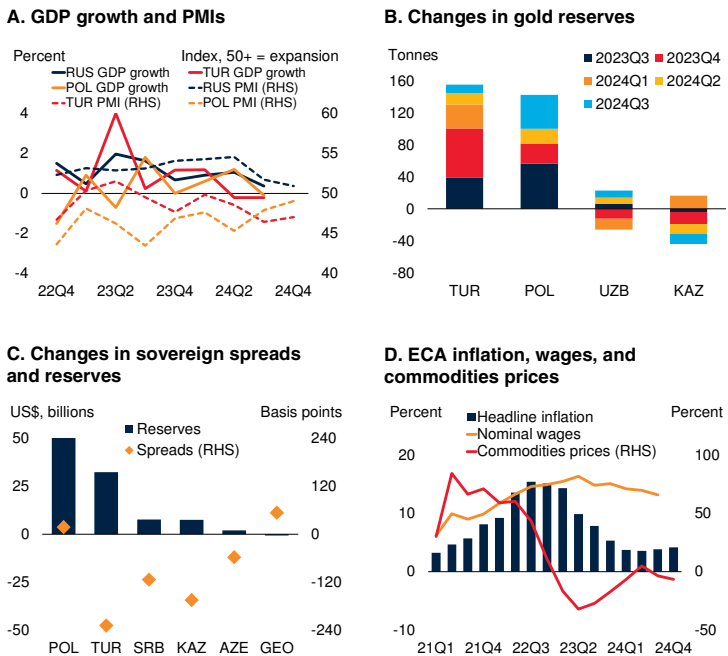 A. GDP growth and PMIs
Percent
Index, 50+ = expansion
RUS GDP growth
TUR GDP growth
POL GDP growth
RUS PMI (RHS)
TUR PMI (RHS)
POL PMI (RHS)
4
2
0
-2
-4
60
55
50
45
40
22Q4 23Q2 23Q4 24Q2 24Q4
B. Changes in gold reserves
Tonnes
2023Q3 2023Q4
2024Q1 2024Q2
2024Q3
160
120
80
40
0
-40
-80
TUR POL UZB KAZ
C. Changes in sovereign spreads
and reserves
US$, billions
Basis points
Reserves
Spreads (RHS)
50
25
0
-25
-50
240
120
0
-120
-240
POL TUR SRB KAZ AZE GEO
D. ECA inflation, wages, and
commodities prices
Percent
Percent
Headline inflation
Nominal wages
Commodities prices (RHS)
20
10
0
-10
100
50
0
-50
21Q1 21Q4 22Q3 23Q2 24Q1 24Q4